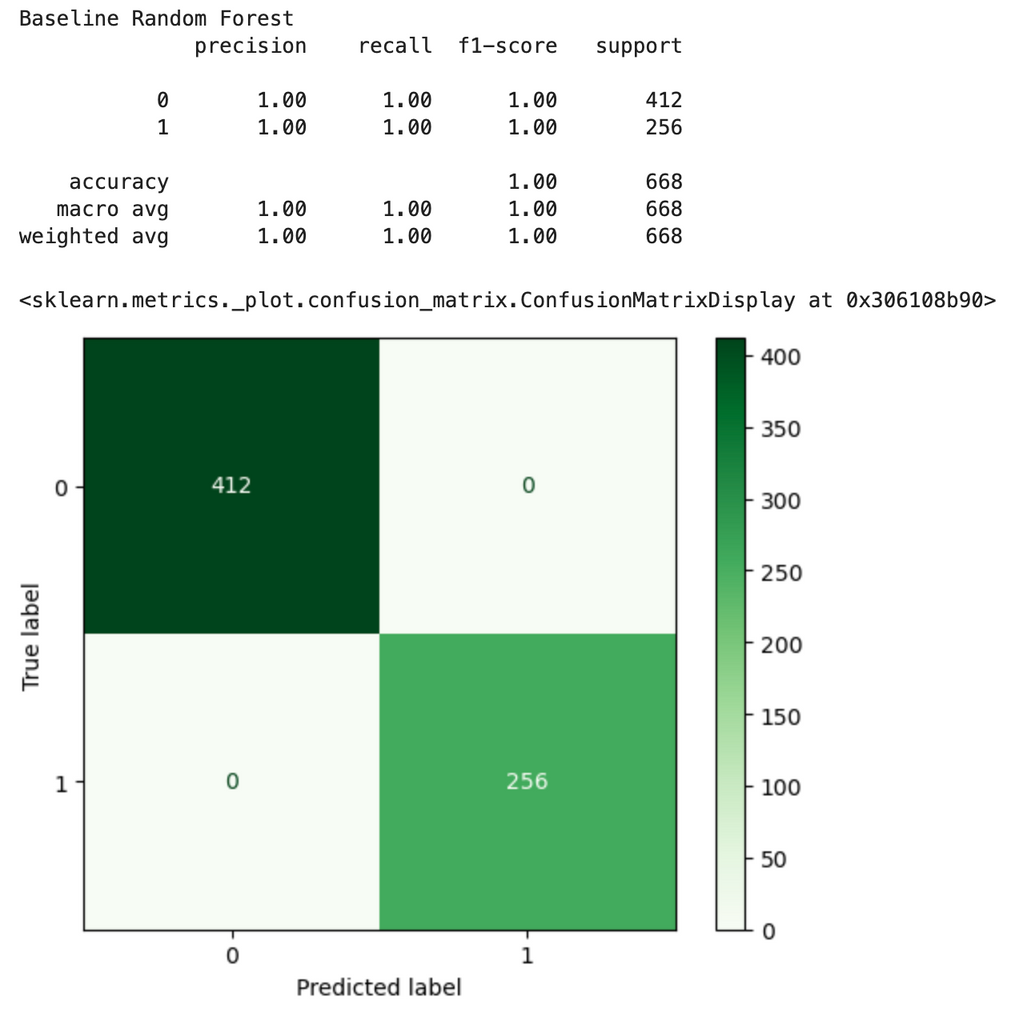 Baseline Random Forest
precision recall f1-score support
0 1.00 1.00 1.00 412
1 1.00 1.00 1.00 256
accuracy 1.00 668
macro avg 1.00 1.00 1.00 668
weighted avg 1.00 1.00 1.00 668
<sklearn.metrics._plot.confusion_matrix.ConfusionMatrixDisplay at 0x306108b90>
400
350
300
250
200
150
100
50
0
True label
0
412
0
1
0
256
0
1
Predicted label